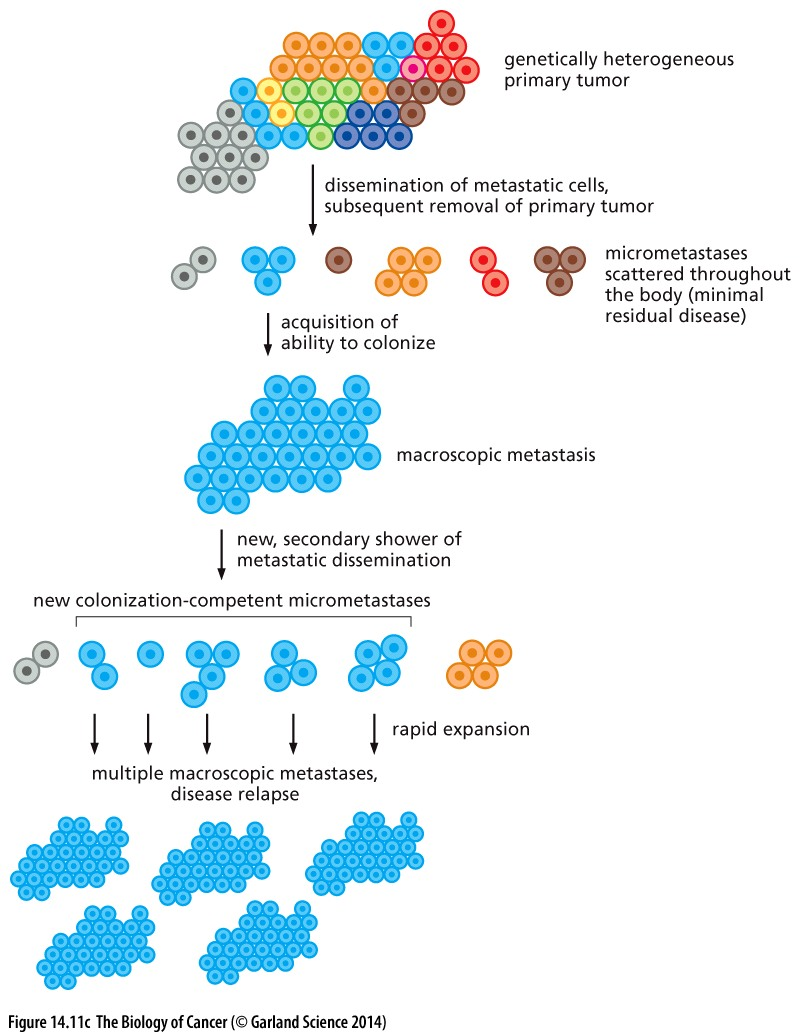 genetically heterogeneous
primary tumor
dissemination of metastatic cells,
subsequent removal of primary tumor
micrometastases
scattered throughout
the body (minimal
residual disease)
acquisition of
ability to colonize
macroscopic metastasis
new, secondary shower of
metastatic dissemination
new colonization-competent micrometastases
rapid expansion
multiple macroscopic metastases,
disease relapse
Figure 14.11c The Biology of Cancer (© Garland Science 2014)